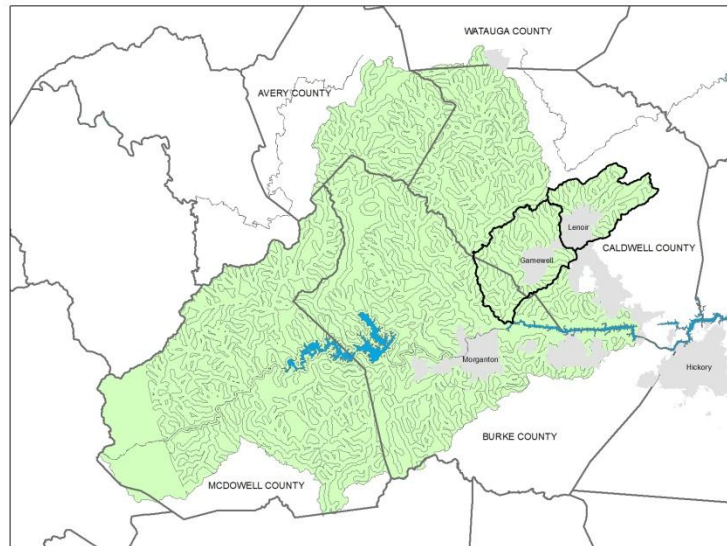 WATAUGA COUNTY
AVERY COUNTY
Lenoir
CALDWELL COUNTY
Gamewell
Morganton
Hickory
BURKE COUNTY
MCDOWELL COUNTY